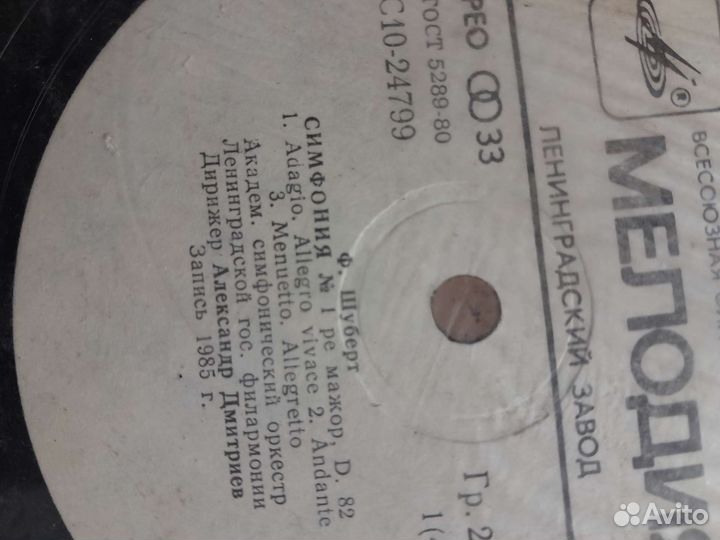 ВСЕСОЮЗНАЯ
МЕЛОДИЯ
®
ЛЕНИНГРАДСКИЙ ЗАВОД
РЕО 33
ГОСТ 5289-80
С10-24799
Гр. 2
1(
Ф. Шуберт
СИМФОНИЯ № 1 ре мажор, D. 82
1. Adagio. Allegro vivace 2. Andante
3. Menuetto. Allegretto
Академ. симфонический оркестр
Ленинградской гос. филармонии
Дирижер Александр Дмитриев
Запись 1985 г.
Avito